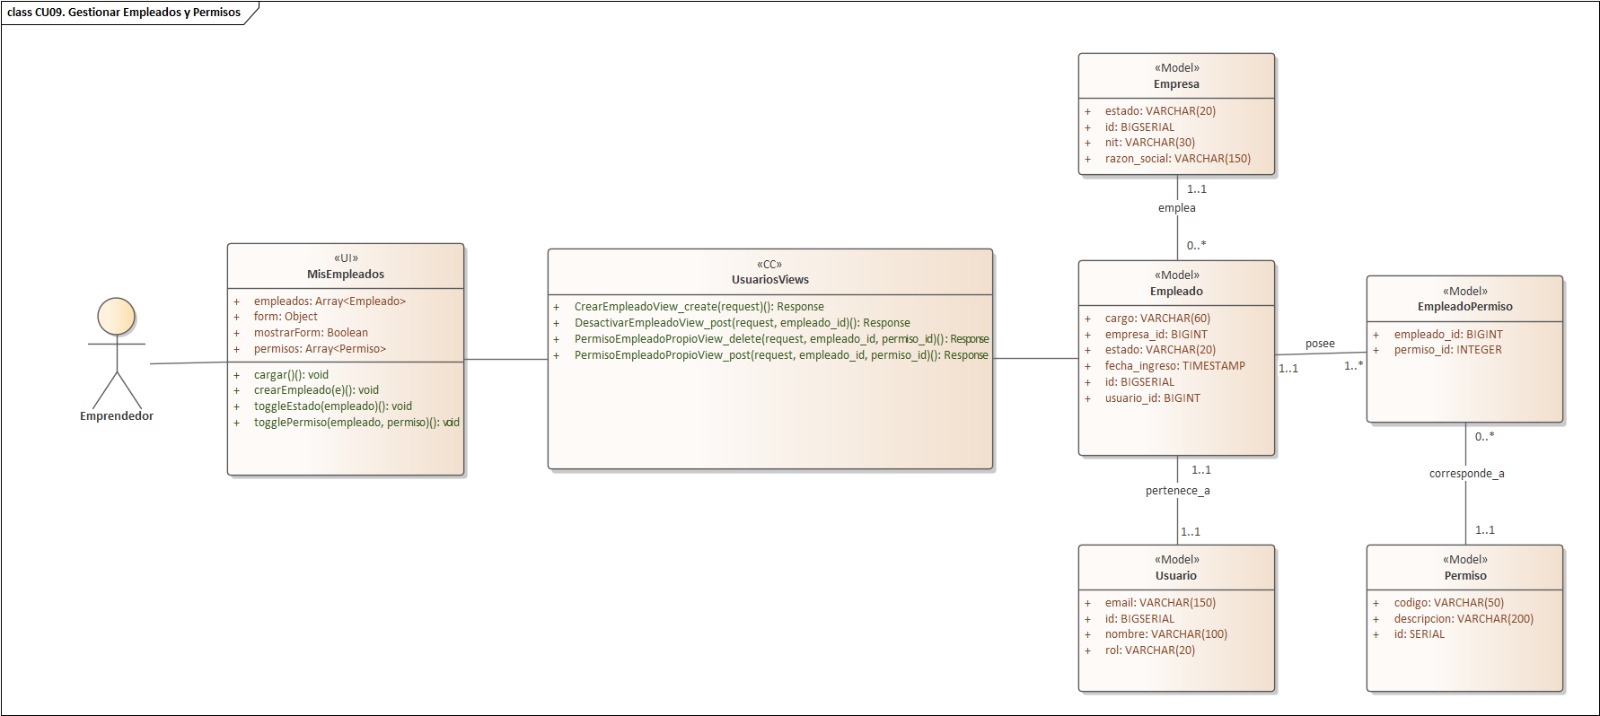 class CU09. Gestionar Empleados y Permisos
Emprendedor
«UI»
MisEmpleados
+ empleados: Array<Empleado>
+ form: Object
+ mostrarForm: Boolean
+ permisos: Array<Permiso>
+ cargar()(): void
+ crearEmpleado(e)(): void
+ toggleEstado(empleado)(): void
+ togglePermiso(empleado, permiso)(): void
«CC»
UsuariosViews
+ CrearEmpleadoView_create(request)(): Response
+ DesactivarEmpleadoView_post(request, empleado_id)(): Response
+ PermisoEmpleadoPropioView_delete(request, empleado_id, permiso_id)(): Response
+ PermisoEmpleadoPropioView_post(request, empleado_id, permiso_id)(): Response
«Model»
Empresa
+ estado: VARCHAR(20)
+ id: BIGSERIAL
+ nit: VARCHAR(30)
+ razon_social: VARCHAR(150)
1..1
emplea
0..*
«Model»
Empleado
+ cargo: VARCHAR(60)
+ empresa_id: BIGINT
+ estado: VARCHAR(20)
+ fecha_ingreso: TIMESTAMP
+ id: BIGSERIAL
+ usuario_id: BIGINT
posee
1..1
1..*
«Model»
EmpleadoPermiso
+ empleado_id: BIGINT
+ permiso_id: INTEGER
1..1
pertenece_a
1..1
0..*
corresponde_a
1..1
«Model»
Usuario
+ email: VARCHAR(150)
+ id: BIGSERIAL
+ nombre: VARCHAR(100)
+ rol: VARCHAR(20)
«Model»
Permiso
+ codigo: VARCHAR(50)
+ descripcion: VARCHAR(200)
+ id: SERIAL